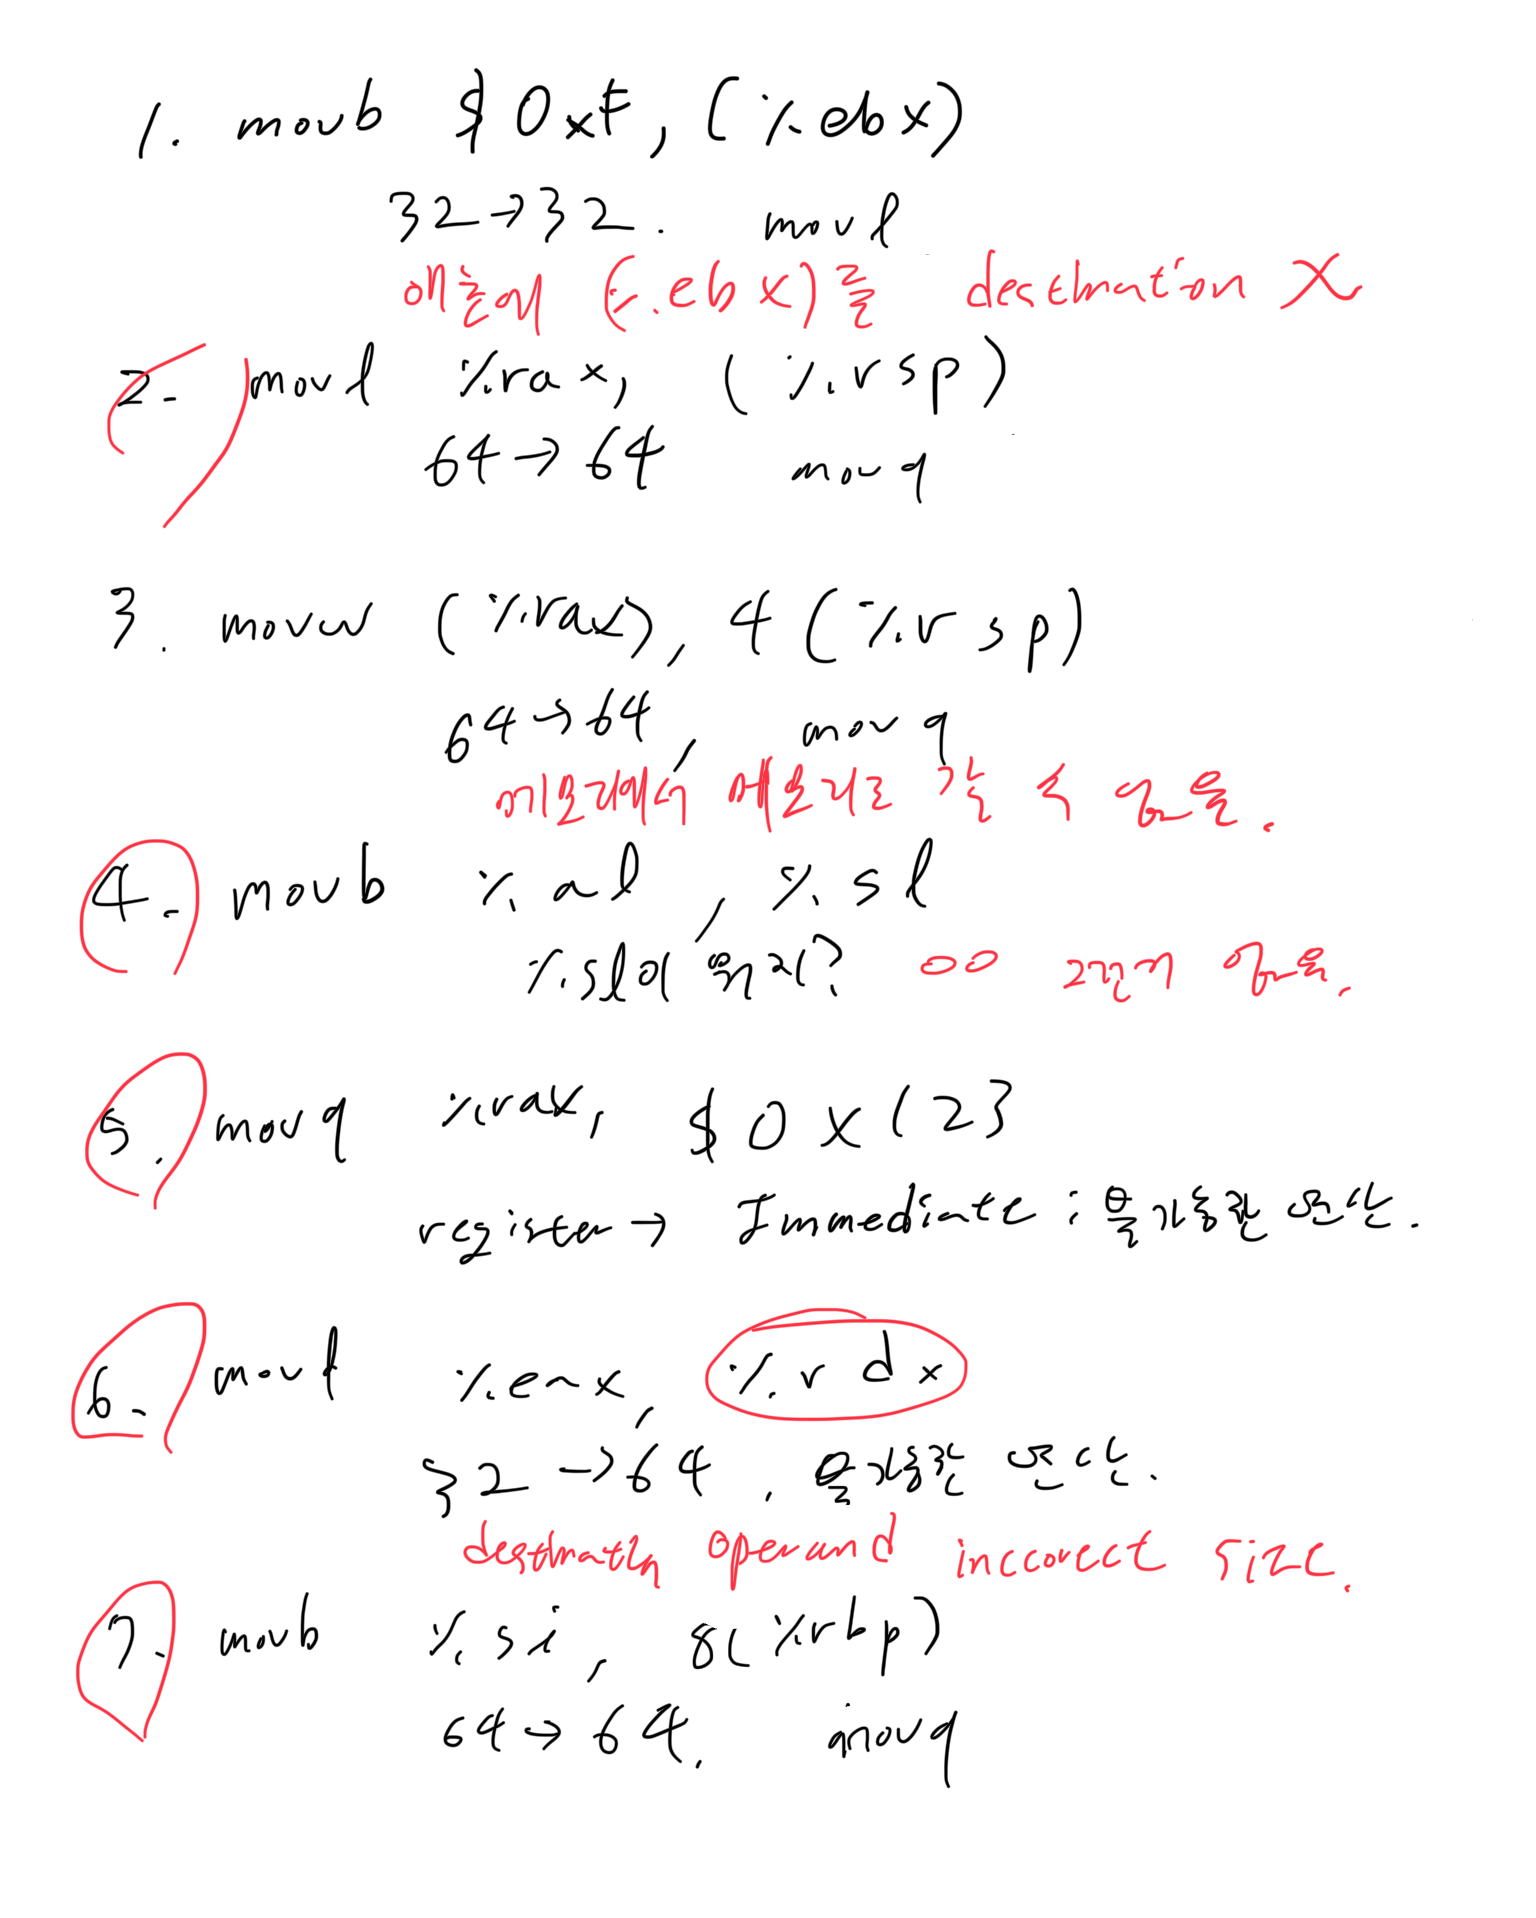 1. movb $0xF, (%ebx)
32→32. movl
애초에 (%.ebx)를 destination X
2. movl %rax, (%rsp)
64→64 movq
3. movw (%rax), 4(%rsp)
64→64, movq
메모리에서 메모리로 갈 수 없음.
4. movb %al, %sl
%sl이 뭐지? 00 그런거 없음.
5. movq %rax, $0x123
register → Immediate : 불가능한 연산.
6. movl %eax, %rdx
32→64, 불가능한 연산.
destination operand inccorect size.
7. movb %si, 8(%rbp)
64→64. movq